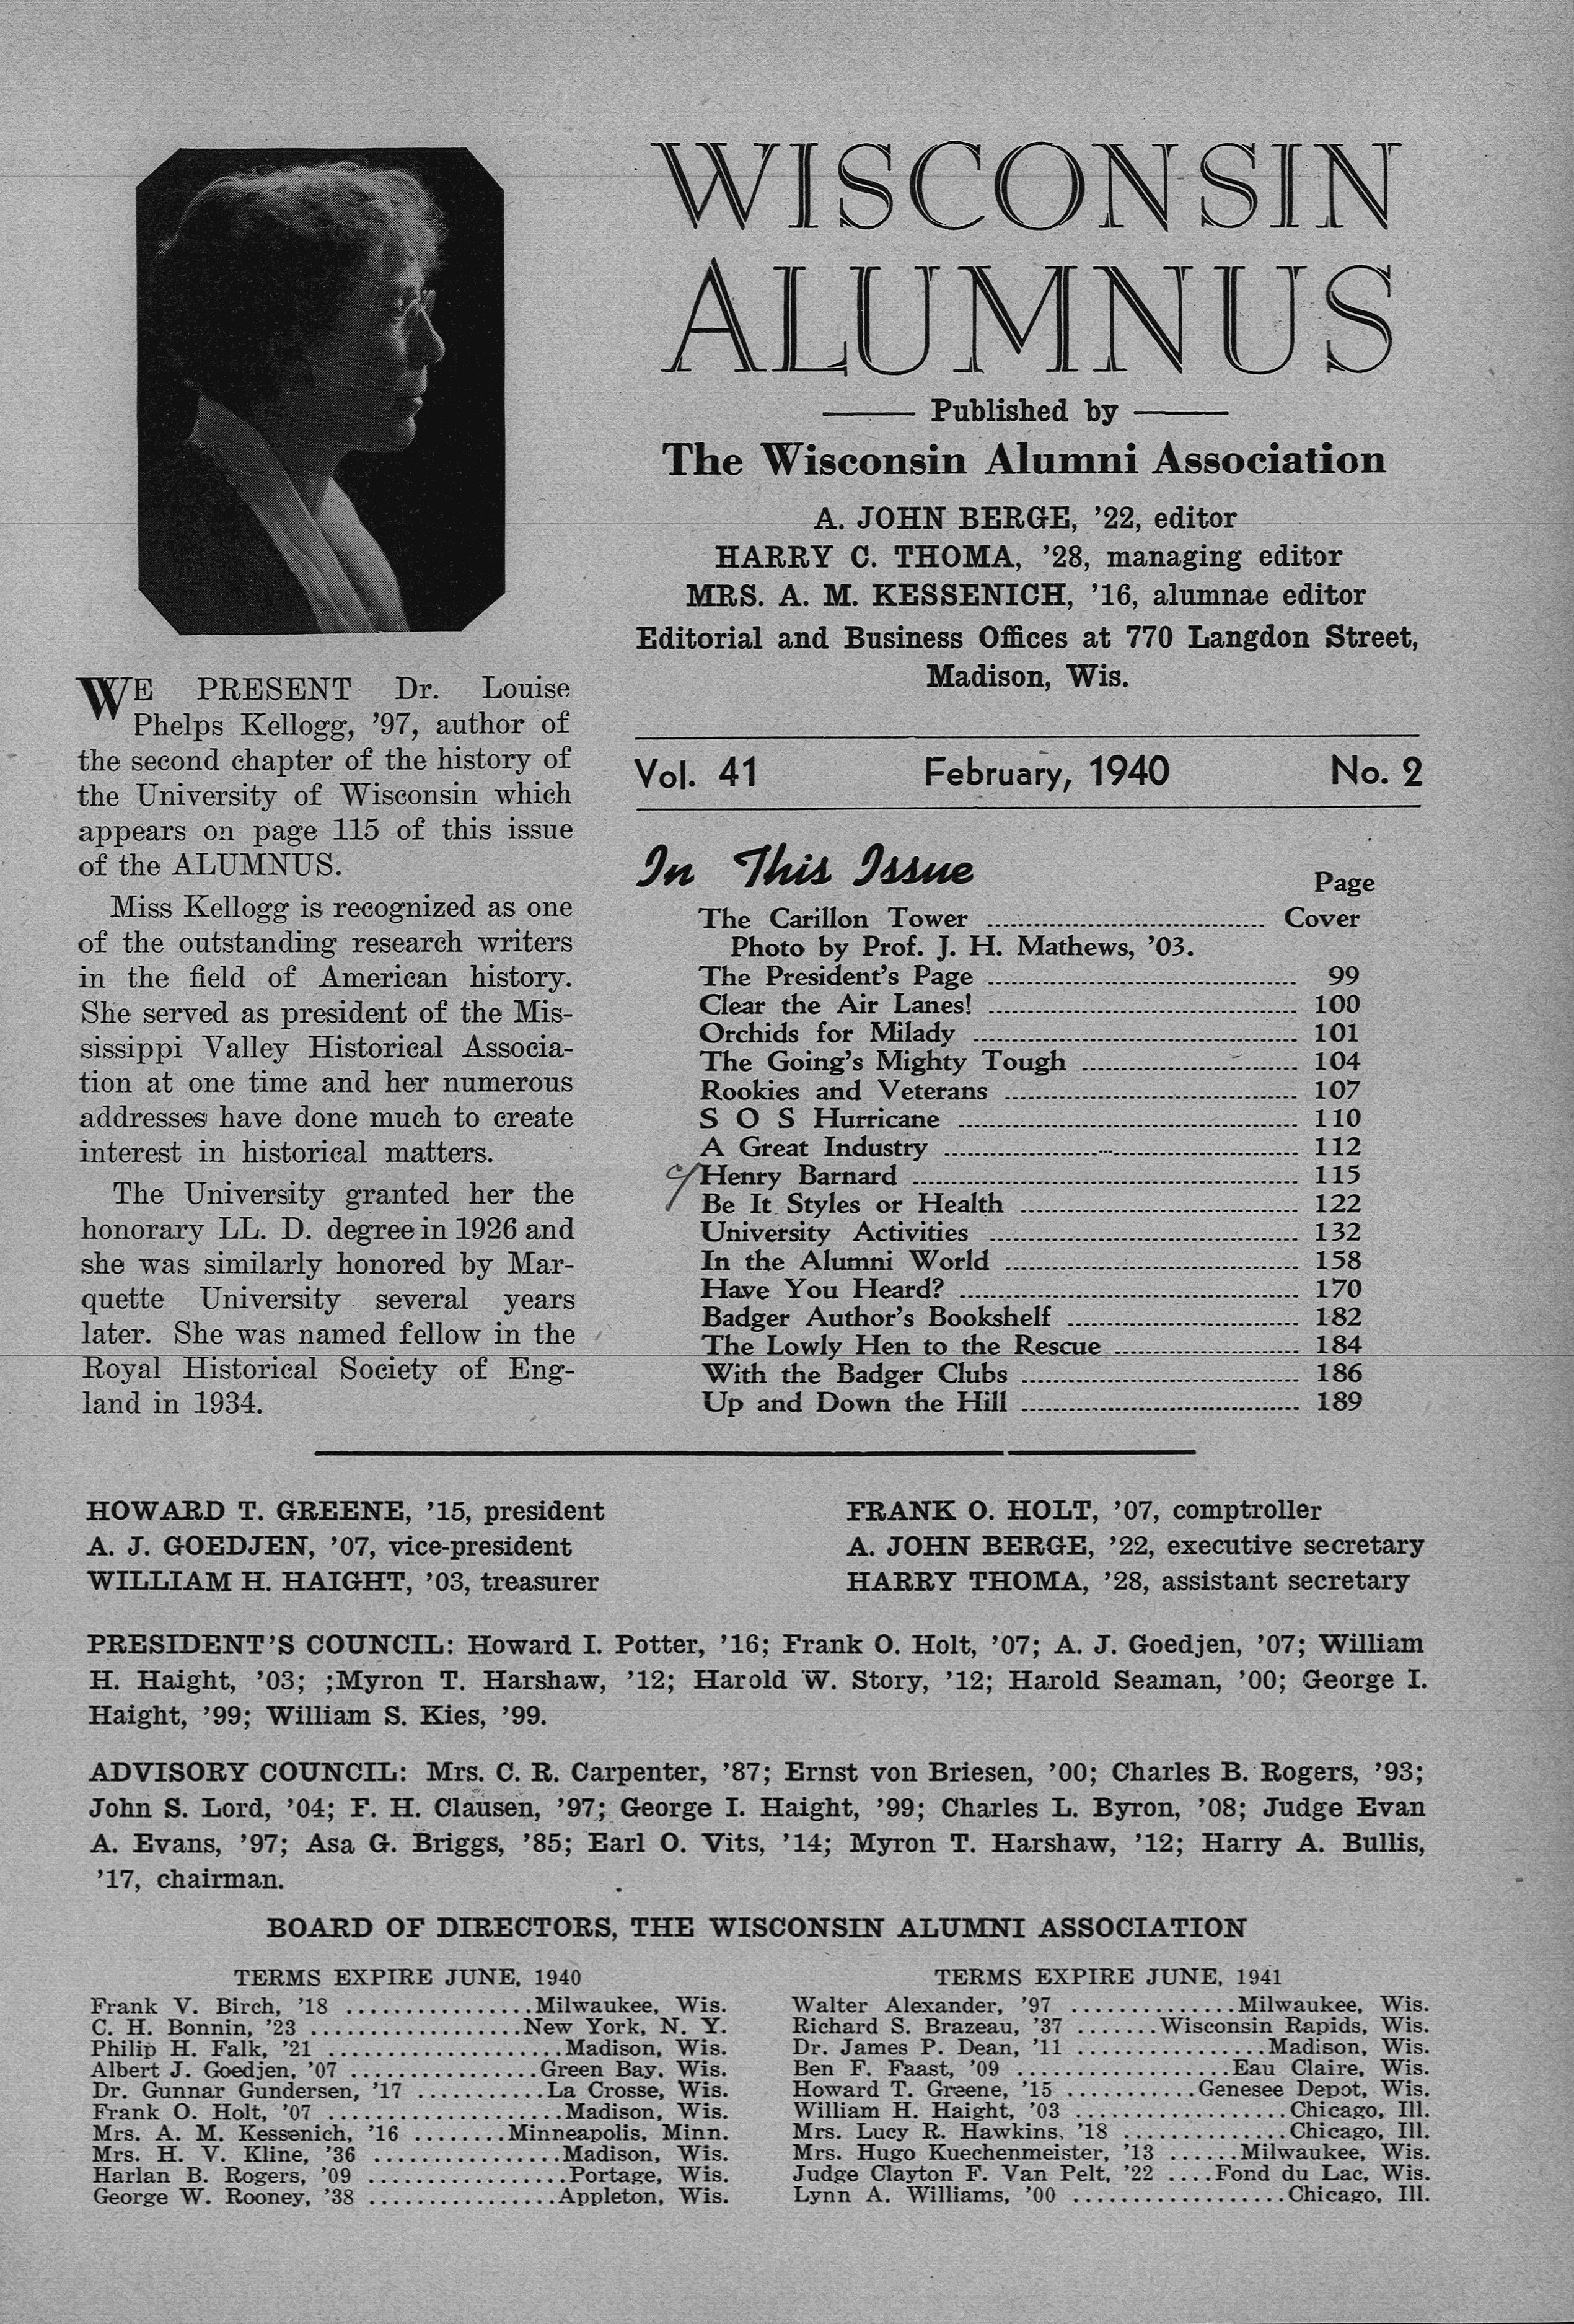 WISCONSIN
ALUMNUS
Published by
The Wisconsin Alumni Association
A. JOHN BERGE, ’22, editor
HARRY C. THOMA, ’28, managing editor
MRS. A. M. KESSENICH, ’16, alumnae editor
Editorial and Business Offices at 770 Langdon Street,
Madison, Wis.
WE PRESENT Dr. Louise
Phelps Kellogg, ’97, author of
the second chapter of the history of
the University of Wisconsin which
appears on page 115 of this issue
of the ALUMNUS.
Miss Kellogg is recognized as one
of the outstanding research writers
in the field of American history.
She served as president of the Mis-
sissippi Valley Historical Associa-
tion at one time and her numerous
addresses have done much to create
interest in historical matters.
The University granted her the
honorary LL. D. degree in 1926 and
she was similarly honored by Mar-
quette University several years
later. She was named fellow in the
Royal Historical Society of Eng-
land in 1934.
Vol. 41 February, 1940 No. 2
In This Issue
Page
The Carillon Tower ........ Cover
Photo by Prof. J. H. Mathews, ’03.
The President’s Page ........ 99
Clear the Air Lanes! ........ 100
Orchids for Milady ........ 101
The Going’s Mighty Tough ........ 104
Rookies and Veterans ........ 107
S O S Hurricane ........ 110
A Great Industry ........ 112
Henry Barnard ........ 115
Be It Styles or Health ........ 122
University Activities ........ 132
In the Alumni World ........ 158
Have You Heard? ........ 170
Badger Author’s Bookshelf ........ 182
The Lowly Hen to the Rescue ........ 184
With the Badger Clubs ........ 186
Up and Down the Hill ........ 189
HOWARD T. GREENE, ’15, president
A. J. GOEDJEN, ’07, vice-president
WILLIAM H. HAIGHT, ’03, treasurer
FRANK O. HOLT, ’07, comptroller
A. JOHN BERGE, ’22, executive secretary
HARRY THOMA, ’28, assistant secretary
PRESIDENT’S COUNCIL: Howard I. Potter, ’16; Frank O. Holt, ’07; A. J. Goedjen, ’07; William
H. Haight, ’03; ;Myron T. Harshaw, ’12; Harold W. Story, ’12; Harold Seaman, ’00; George I.
Haight, ’99; William S. Kies, ’99.
ADVISORY COUNCIL: Mrs. C. R. Carpenter, ’87; Ernst von Briesen, ’00; Charles B. Rogers, ’93;
John S. Lord, ’04; F. H. Clausen, ’97; George I. Haight, ’99; Charles L. Byron, ’08; Judge Evan
A. Evans, ’97; Asa G. Briggs, ’85; Earl O. Vits, ’14; Myron T. Harshaw, ’12; Harry A. Bullis,
’17, chairman.
BOARD OF DIRECTORS, THE WISCONSIN ALUMNI ASSOCIATION
TERMS EXPIRE JUNE, 1940
Frank V. Birch, ’18 ........ Milwaukee, Wis.
C. H. Bonnin, ’23 ........ New York, N. Y.
Philip H. Falk, ’21 ........ Madison, Wis.
Albert J. Goedjen, ’07 ........ Green Bay, Wis.
Dr. Gunnar Gundersen, ’17 ........ La Crosse, Wis.
Frank O. Holt, ’07 ........ Madison, Wis.
Mrs. A. M. Kessenich, ’16 ........ Minneapolis, Minn.
Mrs. H. V. Kline, ’36 ........ Madison, Wis.
Harlan B. Rogers, ’09 ........ Portage, Wis.
George W. Rooney, ’38 ........ Appleton, Wis.
TERMS EXPIRE JUNE, 1941
Walter Alexander, ’97 ........ Milwaukee, Wis.
Richard S. Brazeau, ’37 ....... Wisconsin Rapids, Wis.
Dr. James P. Dean, ’11 ........ Madison, Wis.
Ben F. Faast, ’09 ........ Eau Claire, Wis.
Howard T. Greene, ’15 ........ Genesee Depot, Wis.
William H. Haight, ’03 ........ Chicago, Ill.
Mrs. Lucy R. Hawkins, ’18 ........ Chicago, Ill.
Mrs. Hugo Kuechenmeister, ’13 ...... Milwaukee, Wis.
Judge Clayton F. Van Pelt, ’22 .... Fond du Lac, Wis.
Lynn A. Williams, ’00 ........ Chicago, Ill.